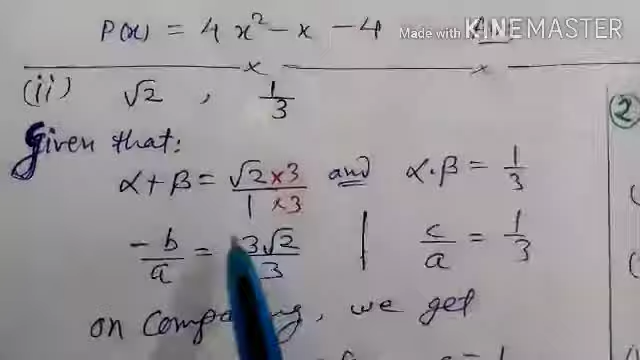 P(x) = 4x² - x - 4
Made with KINEMASTER
(ii) √2 , 1/3
Given that:
α+β = √2 ×3 / 1 ×3 and α·β = 1/3
-b/a = 3√2/3 | c/a = 1/3
on comparing, we get
(2)